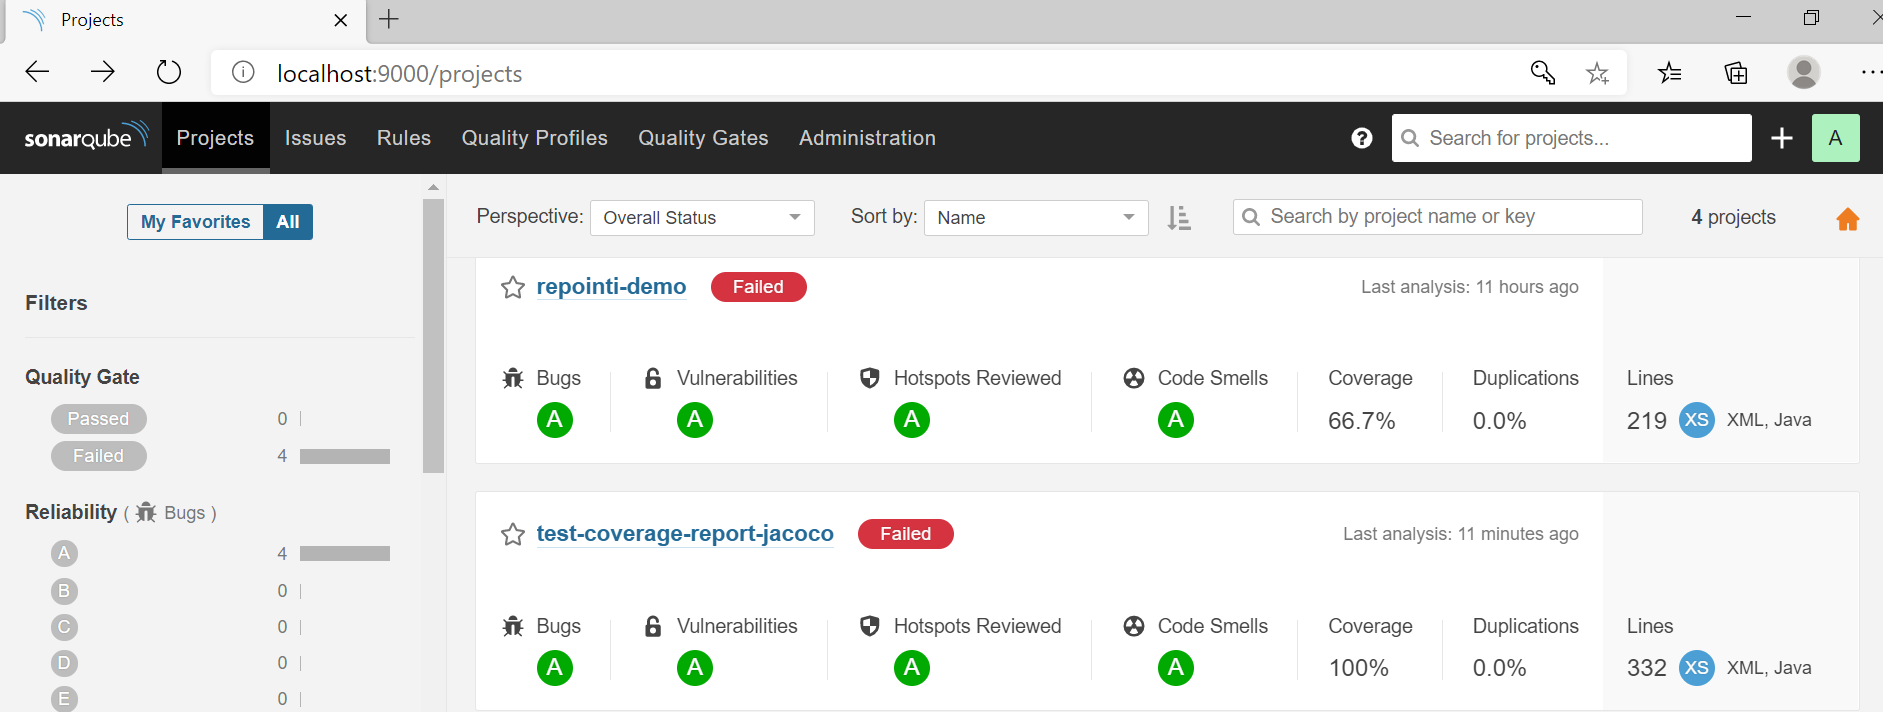 Projects
localhost:9000/projects
sonarqube Projects Issues Rules Quality Profiles Quality Gates Administration ? Search for projects... A
My Favorites All
Filters
Quality Gate
Passed 0
Failed 4
Reliability ( Bugs )
A 4
B 0
C 0
D 0
E 0
Perspective: Overall Status Sort by: Name Search by project name or key 4 projects
repointi-demo Failed Last analysis: 11 hours ago
Bugs Vulnerabilities Hotspots Reviewed Code Smells Coverage Duplications Lines
A A A A 66.7% 0.0% 219 XS XML, Java
test-coverage-report-jacoco Failed Last analysis: 11 minutes ago
Bugs Vulnerabilities Hotspots Reviewed Code Smells Coverage Duplications Lines
A A A A 100% 0.0% 332 XS XML, Java